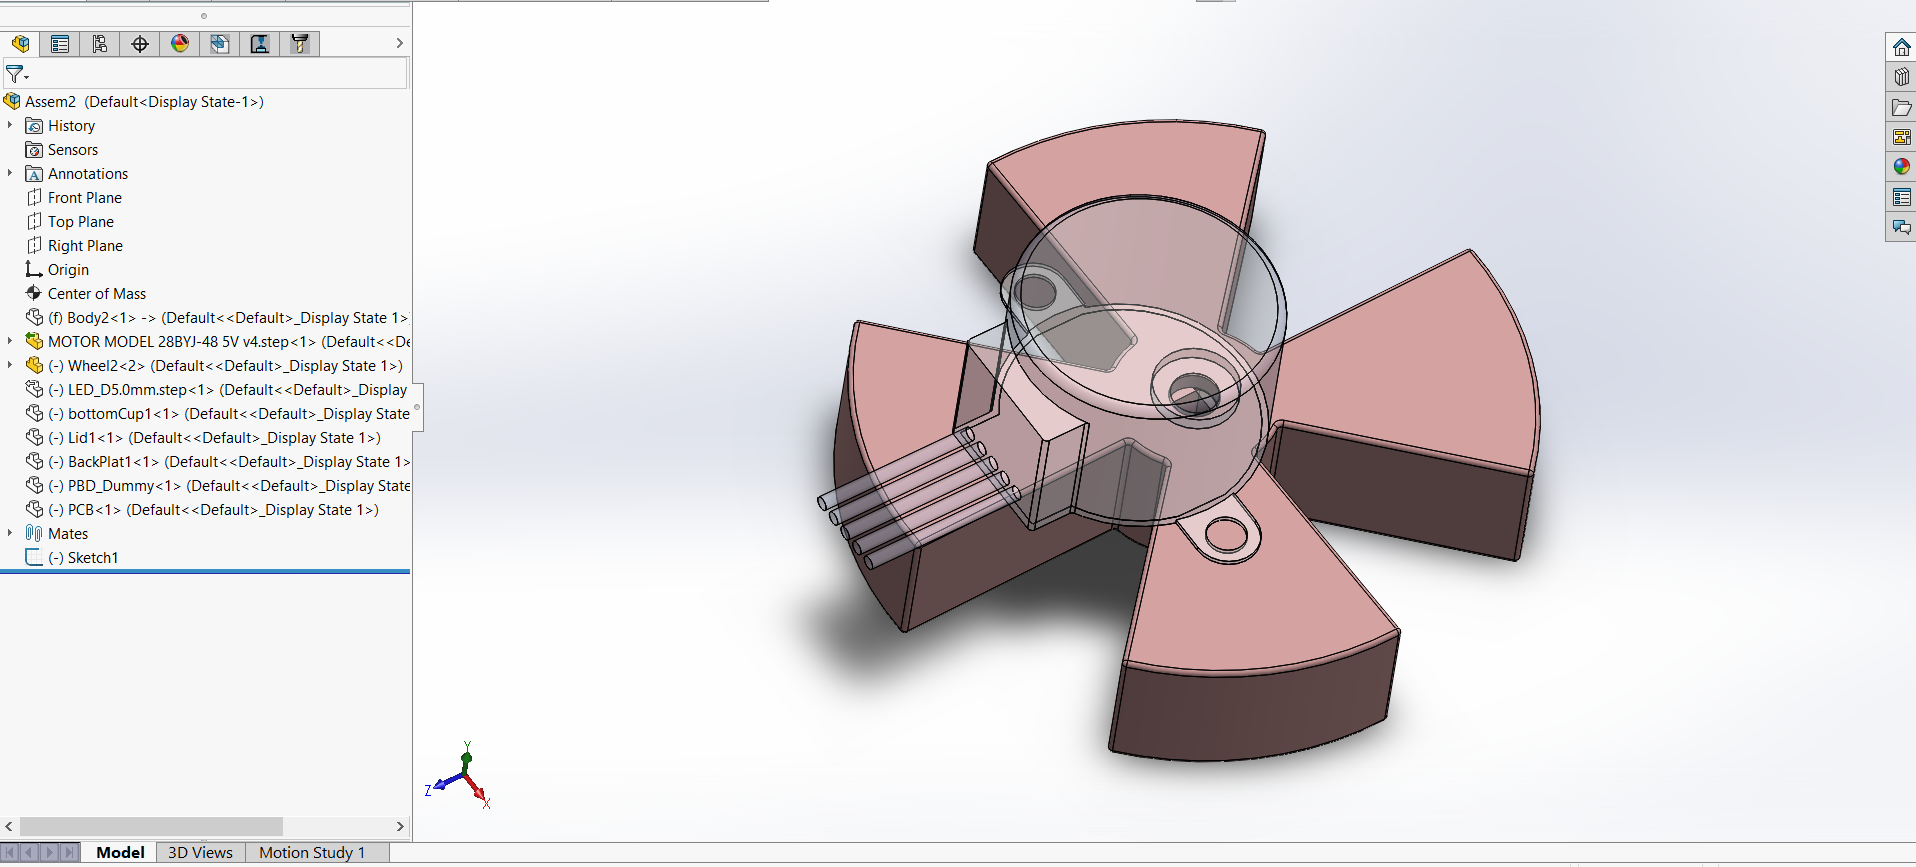 Assem2 (Default<Display State-1>)
History
Sensors
A Annotations
Front Plane
Top Plane
Right Plane
Origin
Center of Mass
(f) Body2<1> -> (Default<<Default>_Display State 1>
MOTOR MODEL 28BYJ-48 5V v4.step<1> (Default<<De
(-) Wheel2<2> (Default<<Default>_Display State 1>)
(-) LED_D5.0mm.step<1> (Default<<Default>_Display
(-) bottomCup1<1> (Default<<Default>_Display State
(-) Lid1<1> (Default<<Default>_Display State 1>)
(-) BackPlat1<1> (Default<<Default>_Display State 1>
(-) PBD_Dummy<1> (Default<<Default>_Display State
(-) PCB<1> (Default<<Default>_Display State 1>)
Mates
(-) Sketch1
Y
Z
X
Model 3D Views Motion Study 1